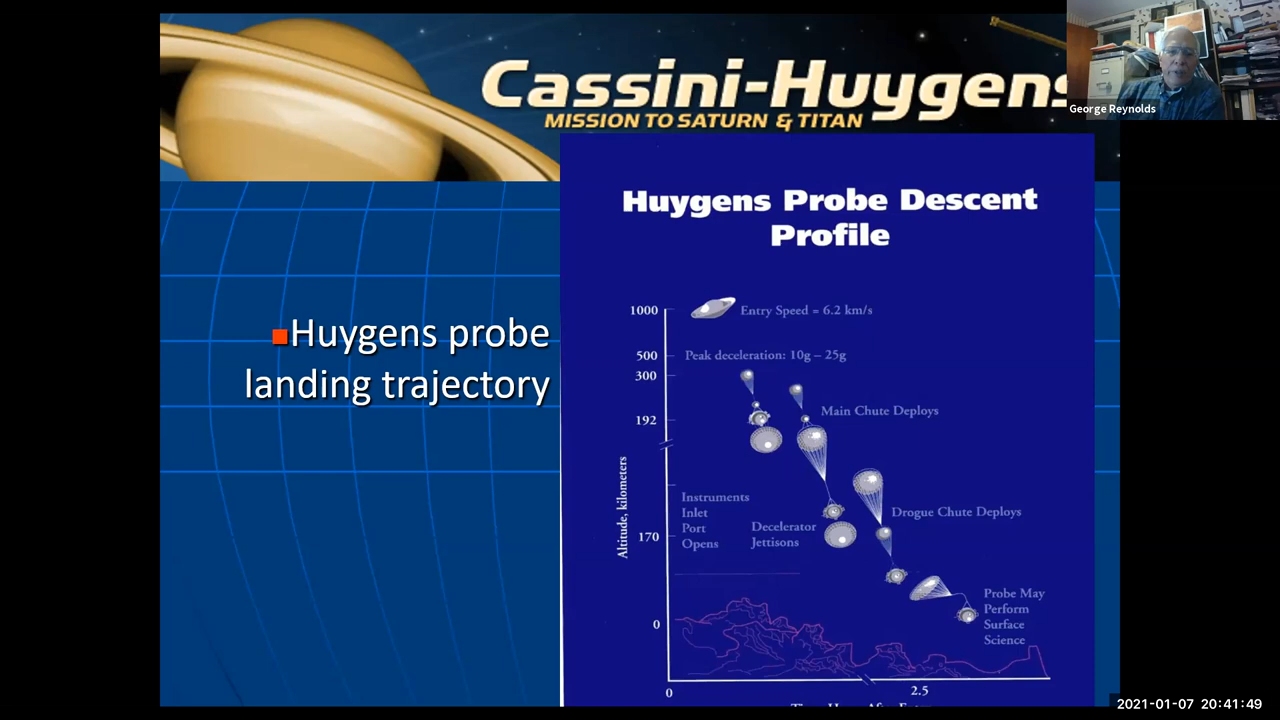 Cassini-Huygens
MISSION TO SATURN & TITAN
George Reynolds
Huygens Probe Descent
Profile
Huygens probe
landing trajectory
1000
Entry Speed = 6.2 km/s
500
Peak deceleration: 10g – 25g
300
192
Main Chute Deploys
Altitude, kilometers
Instruments
Inlet
Port
Opens
Decelerator
Jettisons
Drogue Chute Deploys
170
Probe May
Perform
Surface
Science
0
0
2.5
2021-01-07 20:41:49